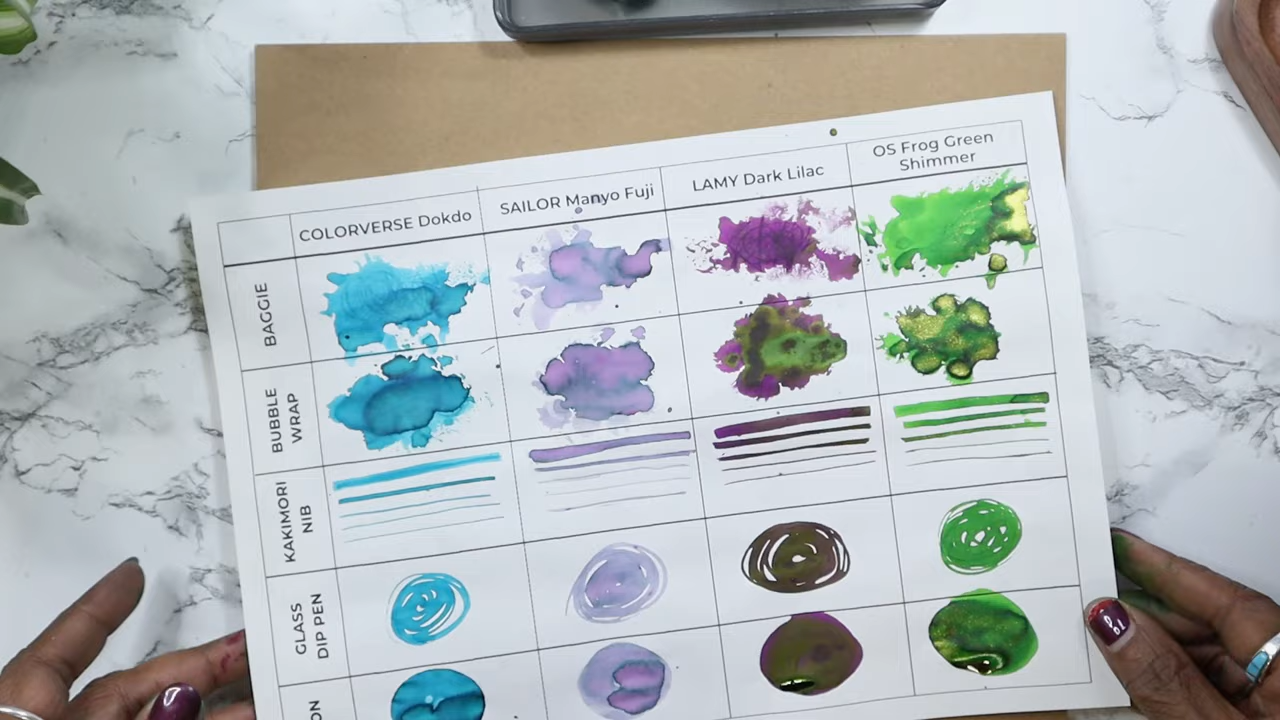 COLORVERSE Dokdo
SAILOR Manyo Fuji
LAMY Dark Lilac
OS Frog Green
Shimmer
BAGGIE
BUBBLE
WRAP
KAKIMORI
NIB
GLASS
DIP PEN
ON